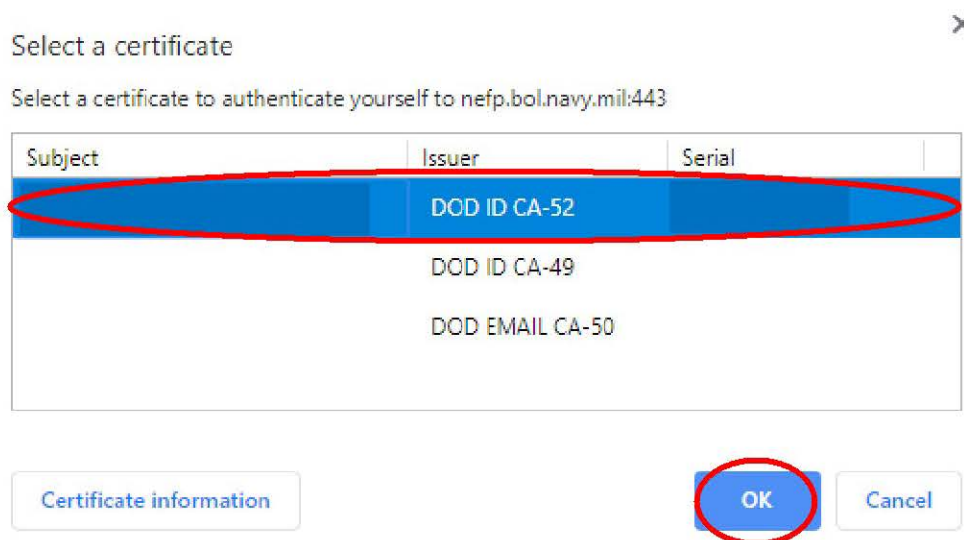 Select a certificate
Select a certificate to authenticate yourself to nefp.bol.navy.mil:443
Subject Issuer Serial
DOD ID CA-52
DOD ID CA-49
DOD EMAIL CA-50
Certificate information OK Cancel